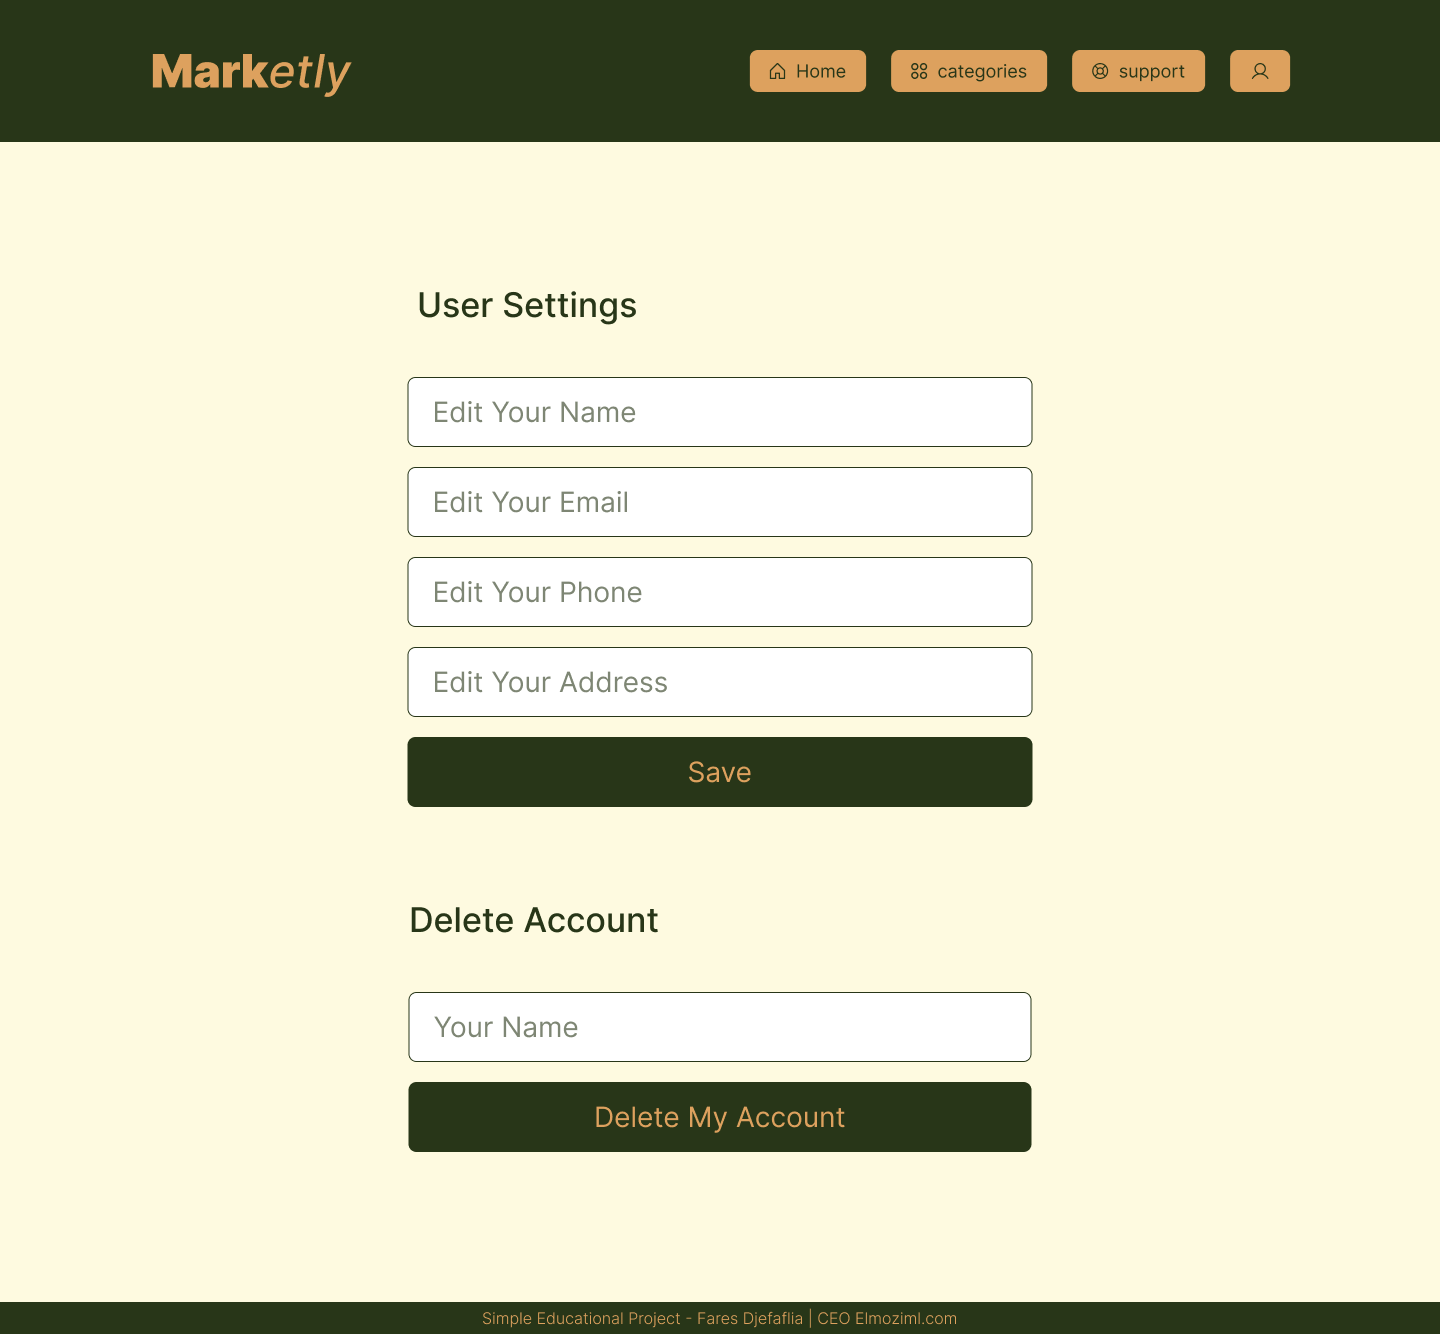 Marketly
Home
categories
support
User Settings
Edit Your Name
Edit Your Email
Edit Your Phone
Edit Your Address
Save
Delete Account
Your Name
Delete My Account
Simple Educational Project - Fares Djefaflia | CEO Elmoziml.com